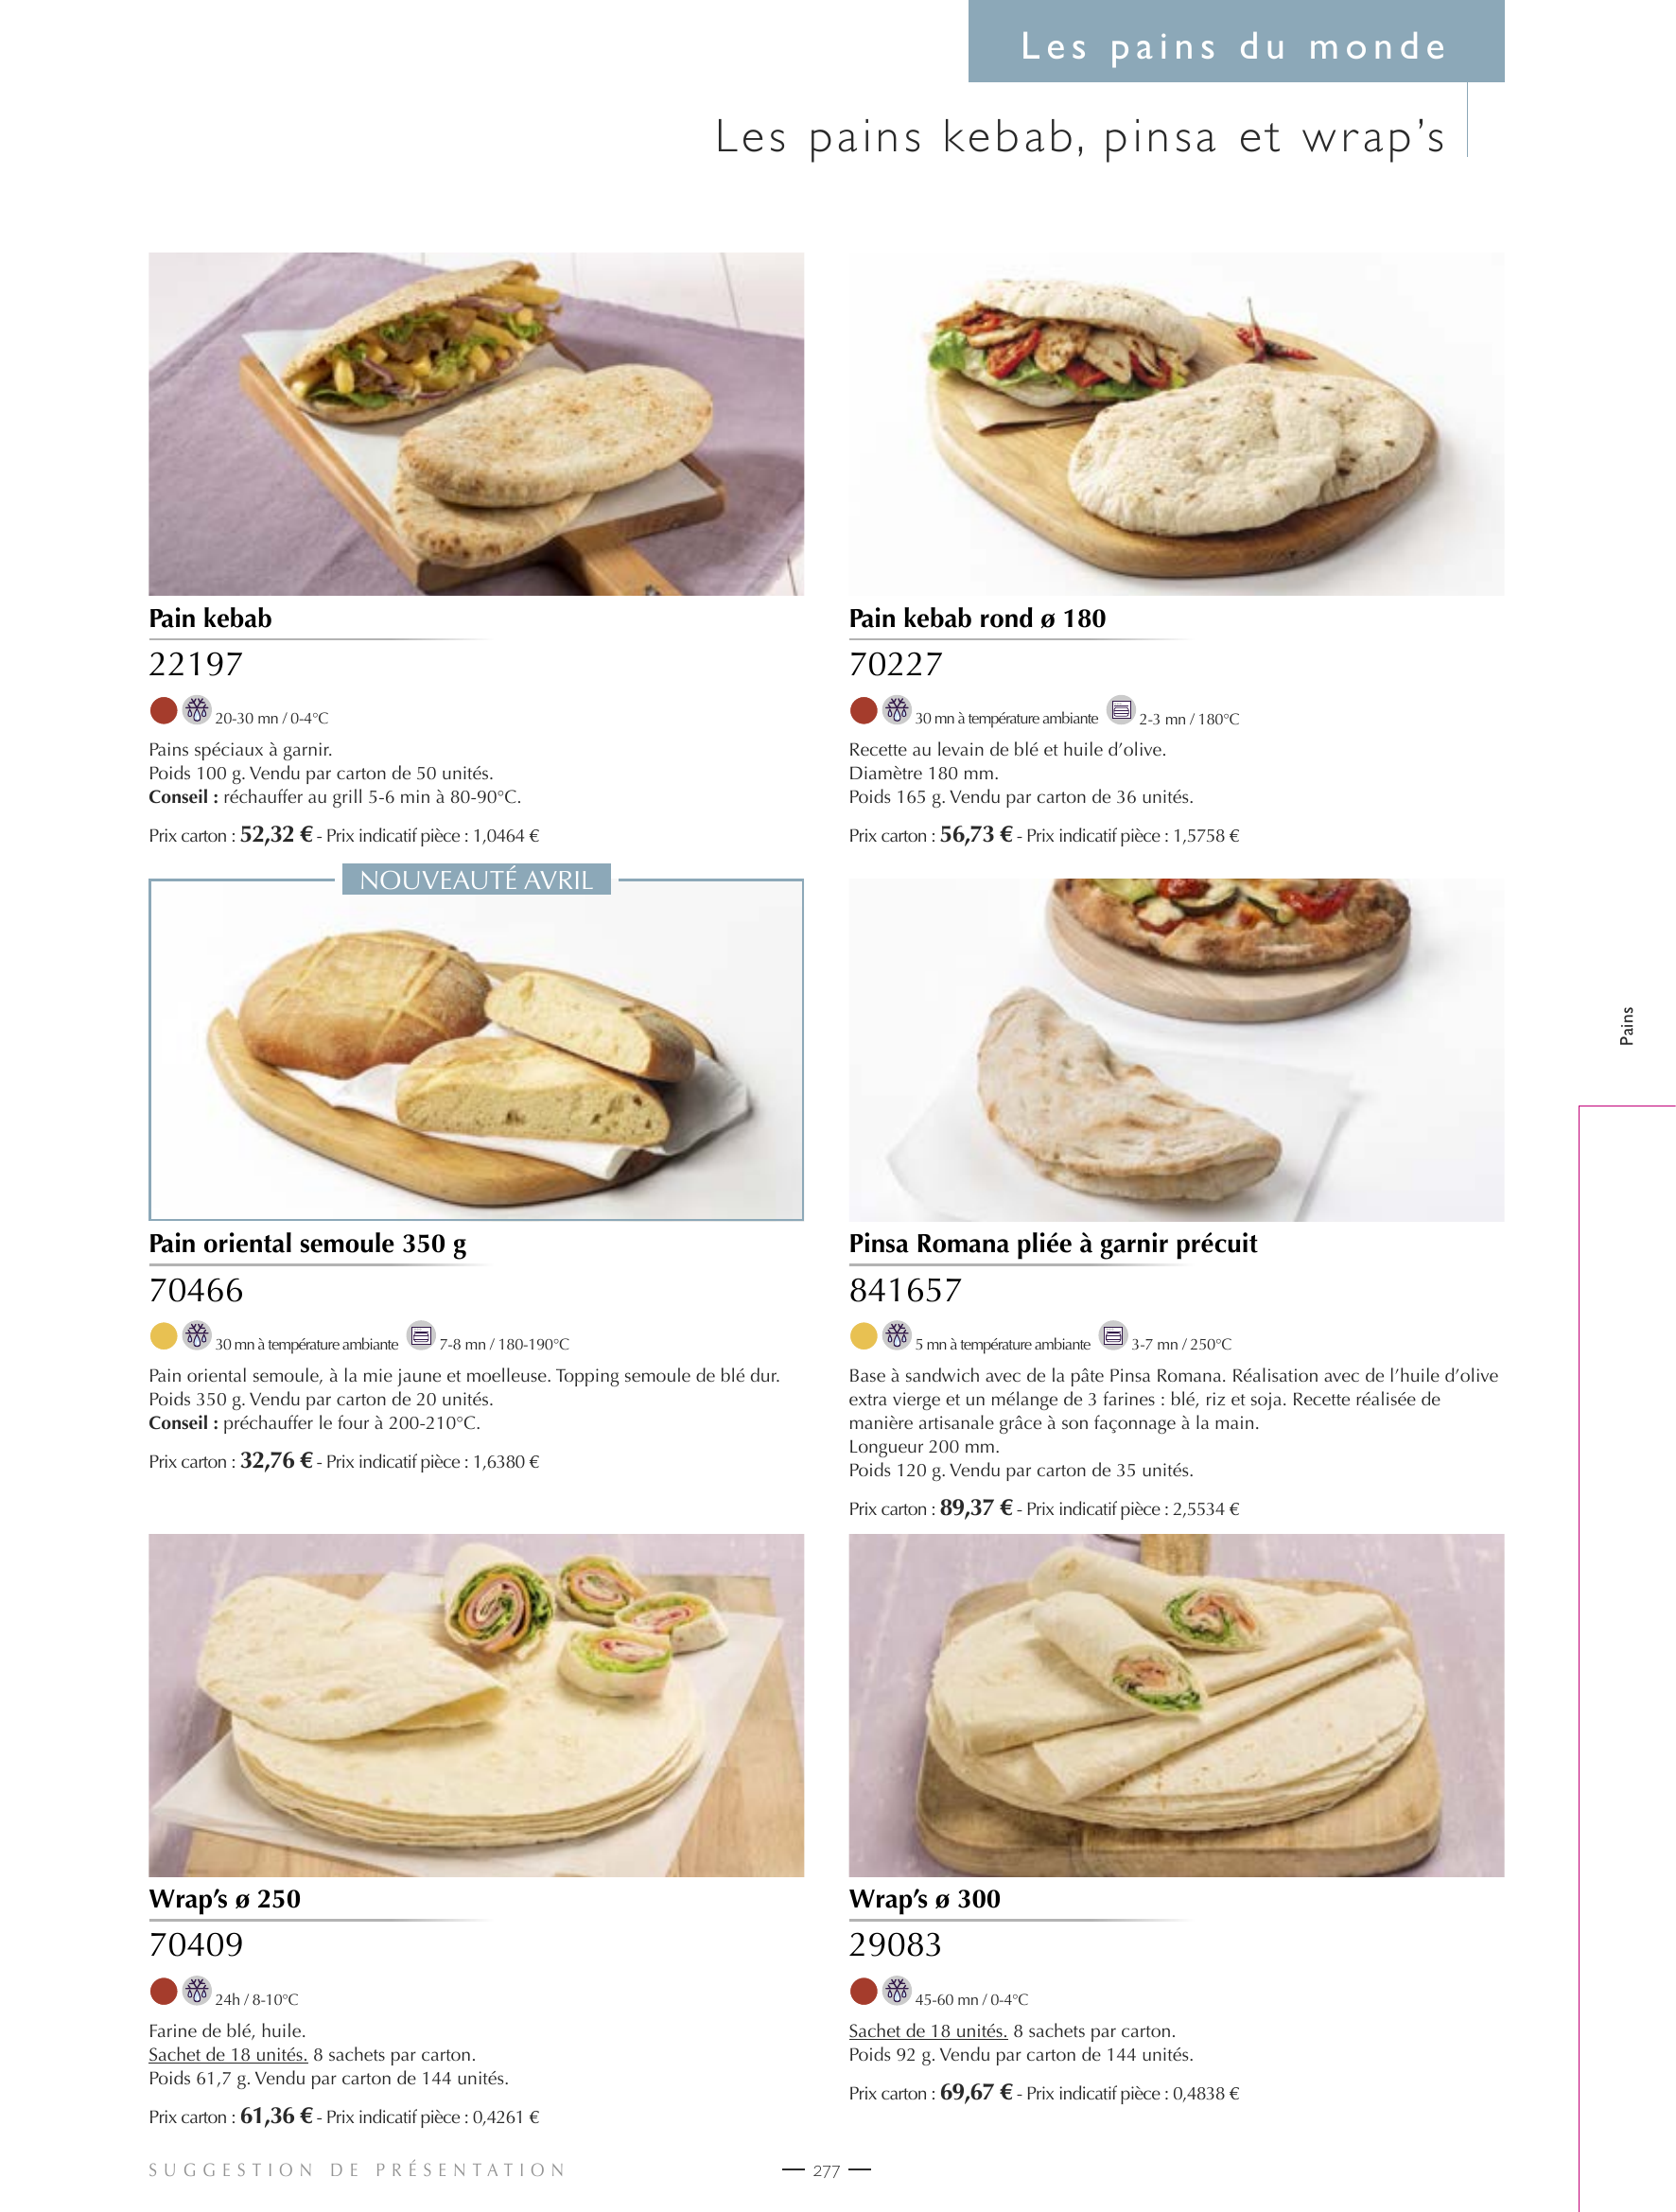 Les pains du monde
Les pains kebab, pinsa et wrap’s
Pain kebab
22197
20-30 mn / 0-4°C
Pains spéciaux à garnir.
Poids 100 g. Vendu par carton de 50 unités.
Conseil : réchauffer au grill 5-6 min à 80-90°C.
Prix carton : 52,32 € - Prix indicatif pièce : 1,0464 €
Pain kebab rond ø 180
70227
30 mn à température ambiante 2-3 mn / 180°C
Recette au levain de blé et huile d’olive.
Diamètre 180 mm.
Poids 165 g. Vendu par carton de 36 unités.
Prix carton : 56,73 € - Prix indicatif pièce : 1,5758 €
NOUVEAUTÉ AVRIL
Pain oriental semoule 350 g
70466
30 mn à température ambiante 7-8 mn / 180-190°C
Pain oriental semoule, à la mie jaune et moelleuse. Topping semoule de blé dur.
Poids 350 g. Vendu par carton de 20 unités.
Conseil : préchauffer le four à 200-210°C.
Prix carton : 32,76 € - Prix indicatif pièce : 1,6380 €
Pinsa Romana pliée à garnir précuit
841657
5 mn à température ambiante 3-7 mn / 250°C
Base à sandwich avec de la pâte Pinsa Romana. Réalisation avec de l’huile d’olive
extra vierge et un mélange de 3 farines : blé, riz et soja. Recette réalisée de
manière artisanale grâce à son façonnage à la main.
Longueur 200 mm.
Poids 120 g. Vendu par carton de 35 unités.
Prix carton : 89,37 € - Prix indicatif pièce : 2,5534 €
Pains
Wrap’s ø 250
70409
24h / 8-10°C
Farine de blé, huile.
Sachet de 18 unités. 8 sachets par carton.
Poids 61,7 g. Vendu par carton de 144 unités.
Prix carton : 61,36 € - Prix indicatif pièce : 0,4261 €
Wrap’s ø 300
29083
45-60 mn / 0-4°C
Sachet de 18 unités. 8 sachets par carton.
Poids 92 g. Vendu par carton de 144 unités.
Prix carton : 69,67 € - Prix indicatif pièce : 0,4838 €
SUGGESTION DE PRÉSENTATION
277